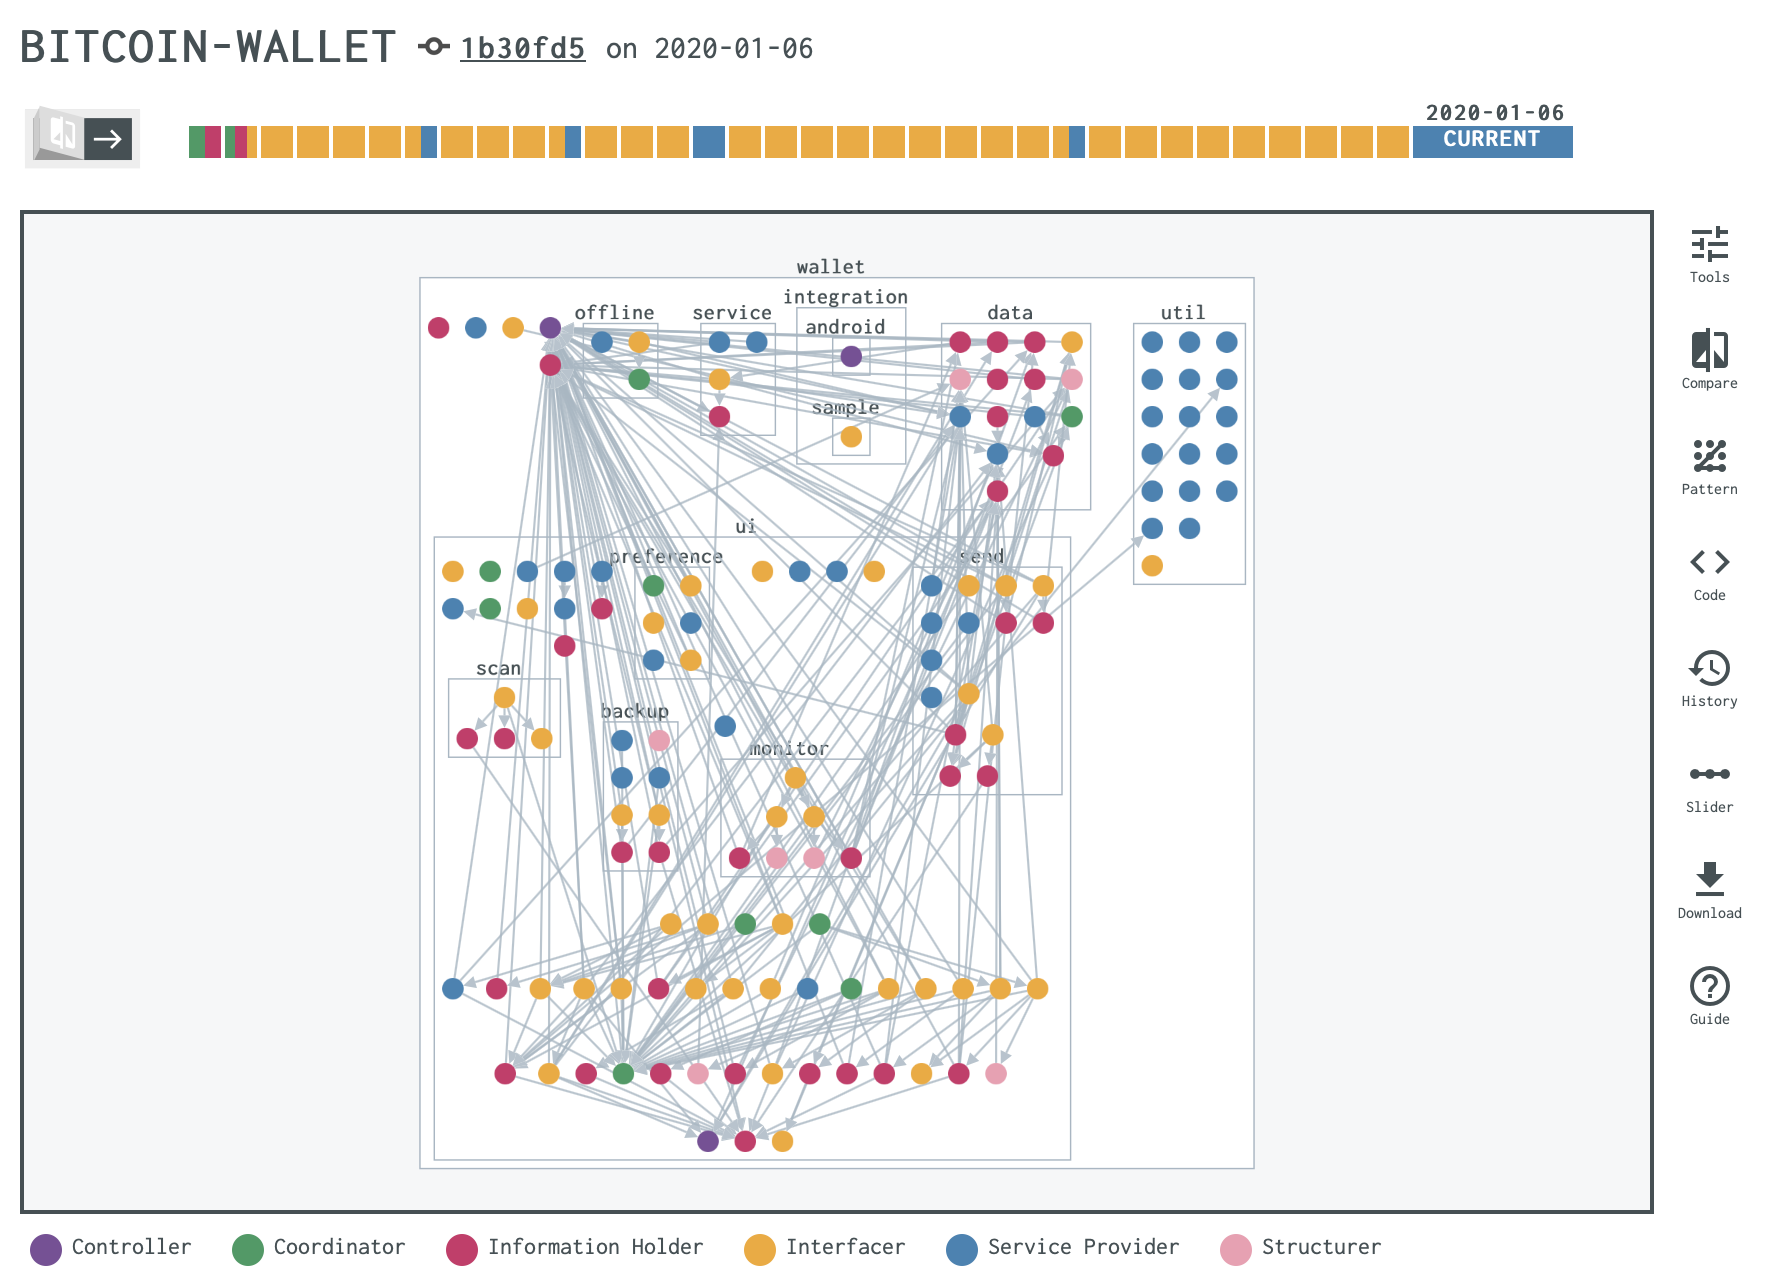 BITCOIN-WALLET 1b30fd5 on 2020-01-06
2020-01-06
CURRENT
wallet
integration
offline service data util
android
sample
ui
preference send
scan
backup
monitor
Tools
Compare
Pattern
Code
History
Slider
Download
Guide
Controller Coordinator Information Holder Interfacer Service Provider Structurer